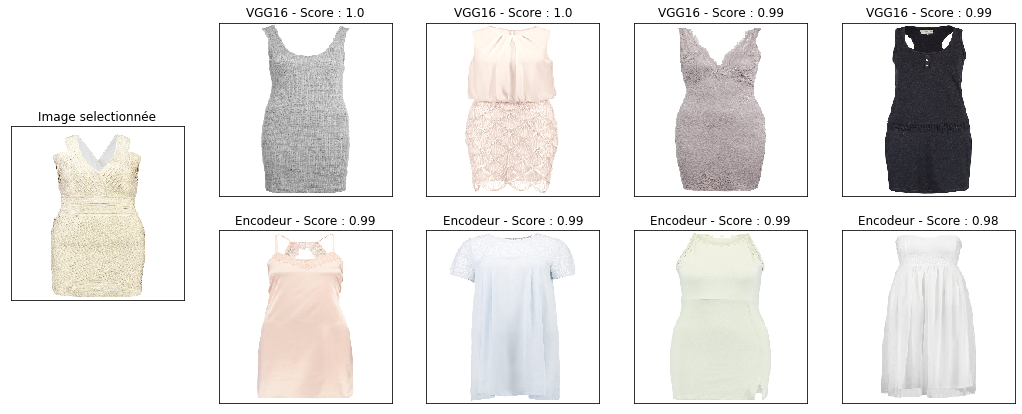 VGG16 - Score : 1.0
VGG16 - Score : 1.0
VGG16 - Score : 0.99
VGG16 - Score : 0.99
Image selectionnée
Encodeur - Score : 0.99
Encodeur - Score : 0.99
Encodeur - Score : 0.99
Encodeur - Score : 0.98